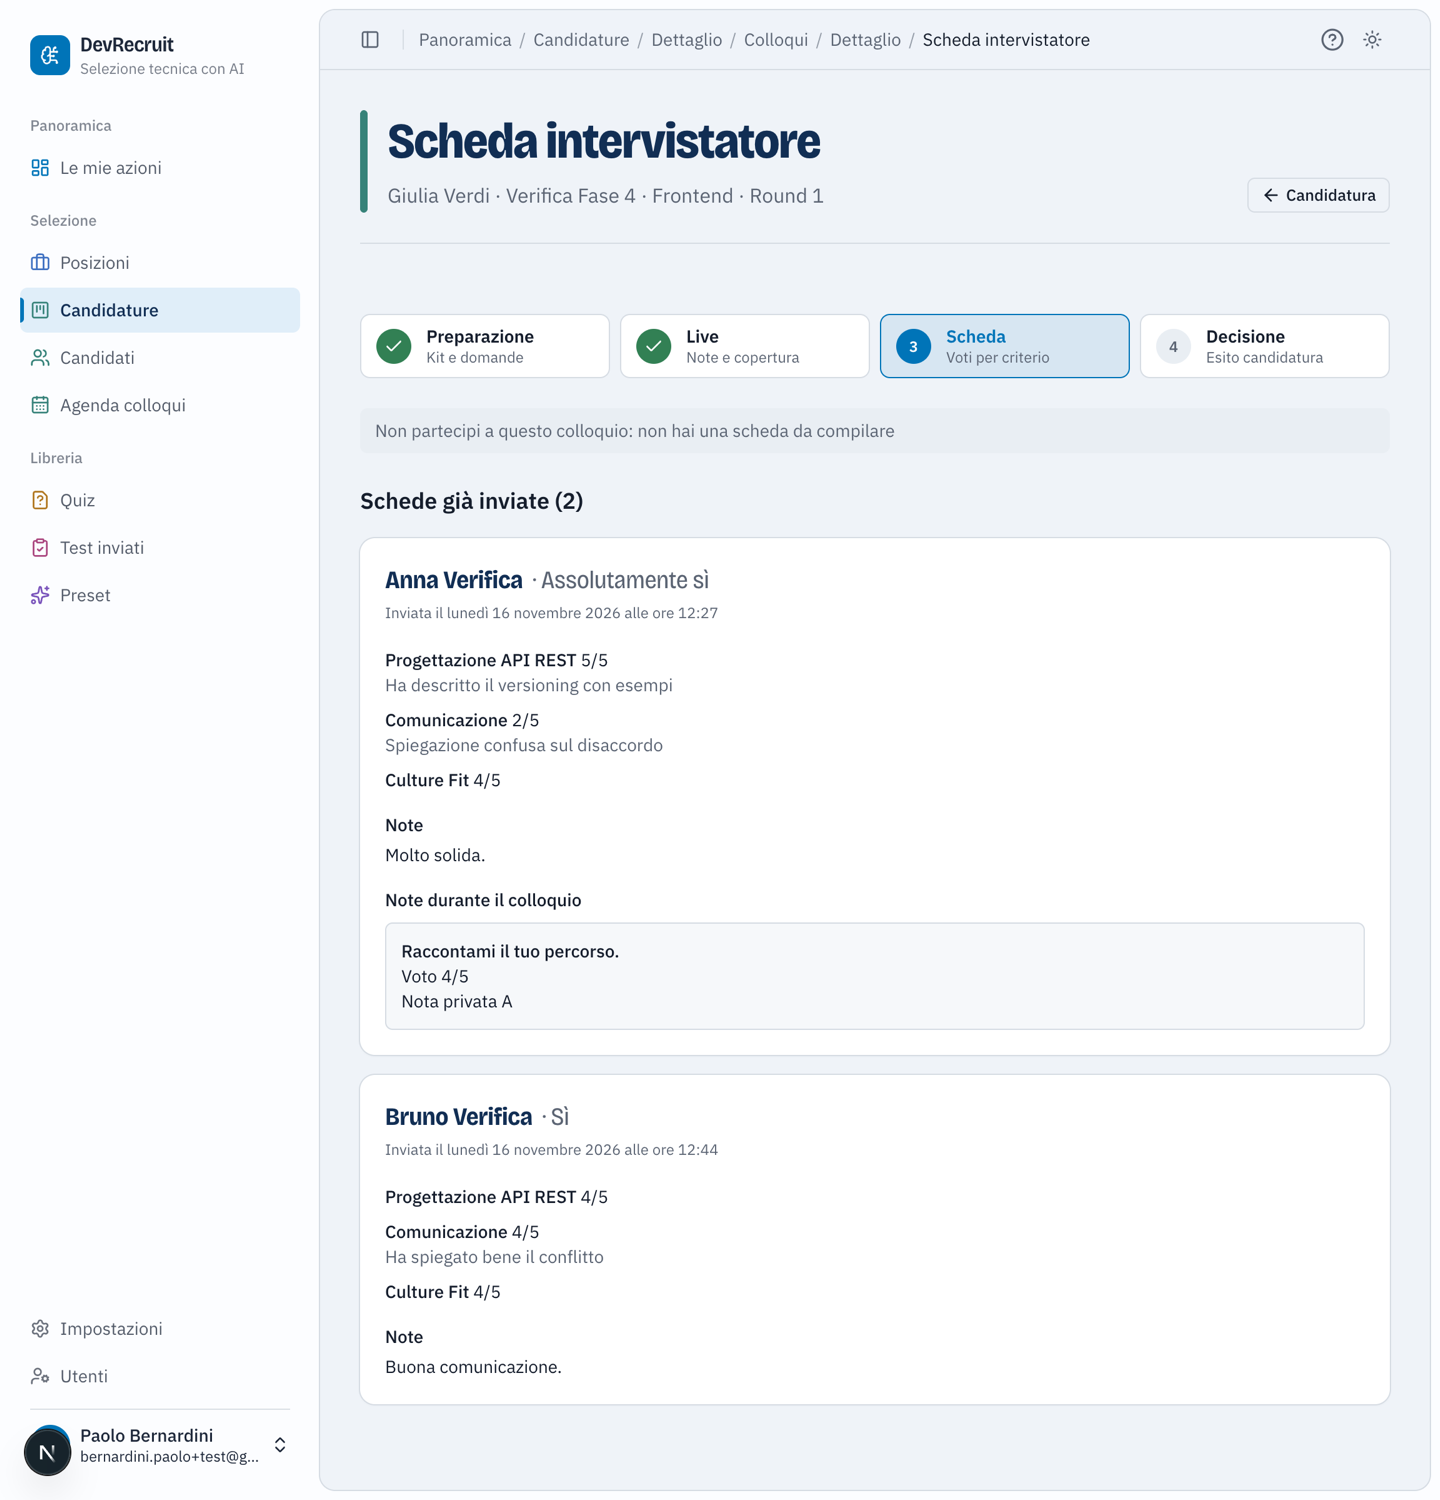 DevRecruit
Selezione tecnica con AI
Panoramica
Le mie azioni
Selezione
Posizioni
Candidature
Candidati
Agenda colloqui
Libreria
Quiz
Test inviati
Preset
Impostazioni
Utenti
N
Paolo Bernardini
bernardini.paolo+test@g...
Panoramica / Candidature / Dettaglio / Colloqui / Dettaglio / Scheda intervistatore
Scheda intervistatore
Giulia Verdi · Verifica Fase 4 · Frontend · Round 1
← Candidatura
Preparazione
Kit e domande
Live
Note e copertura
3
Scheda
Voti per criterio
4
Decisione
Esito candidatura
Non partecipi a questo colloquio: non hai una scheda da compilare
Schede già inviate (2)
Anna Verifica · Assolutamente sì
Inviata il lunedì 16 novembre 2026 alle ore 12:27
Progettazione API REST 5/5
Ha descritto il versioning con esempi
Comunicazione 2/5
Spiegazione confusa sul disaccordo
Culture Fit 4/5
Note
Molto solida.
Note durante il colloquio
Raccontami il tuo percorso.
Voto 4/5
Nota privata A
Bruno Verifica · Sì
Inviata il lunedì 16 novembre 2026 alle ore 12:44
Progettazione API REST 4/5
Comunicazione 4/5
Ha spiegato bene il conflitto
Culture Fit 4/5
Note
Buona comunicazione.